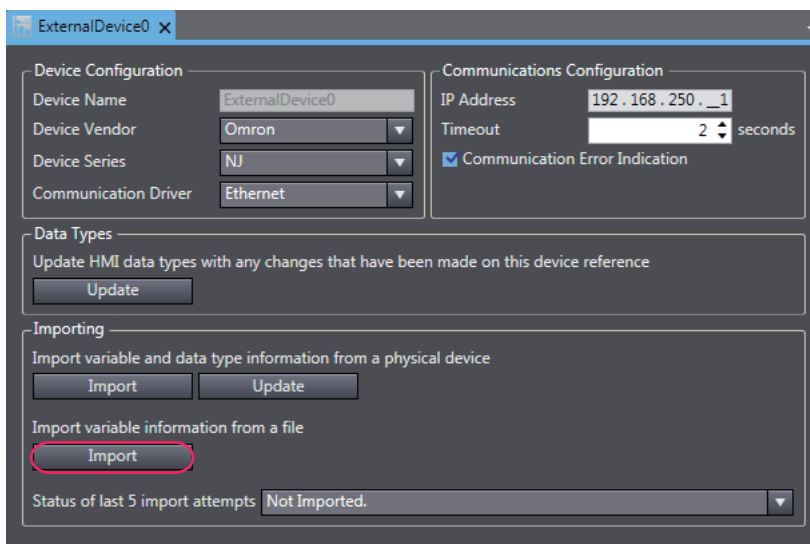 ExternalDevice0
Device Configuration
Device Name ExternalDevice0
Device Vendor Omron
Device Series NJ
Communication Driver Ethernet
Communications Configuration
IP Address 192 . 168 . 250 . __1
Timeout 2 seconds
Communication Error Indication
Data Types
Update HMI data types with any changes that have been made on this device reference
Update
Importing
Import variable and data type information from a physical device
Import Update
Import variable information from a file
Import
Status of last 5 import attempts Not Imported.